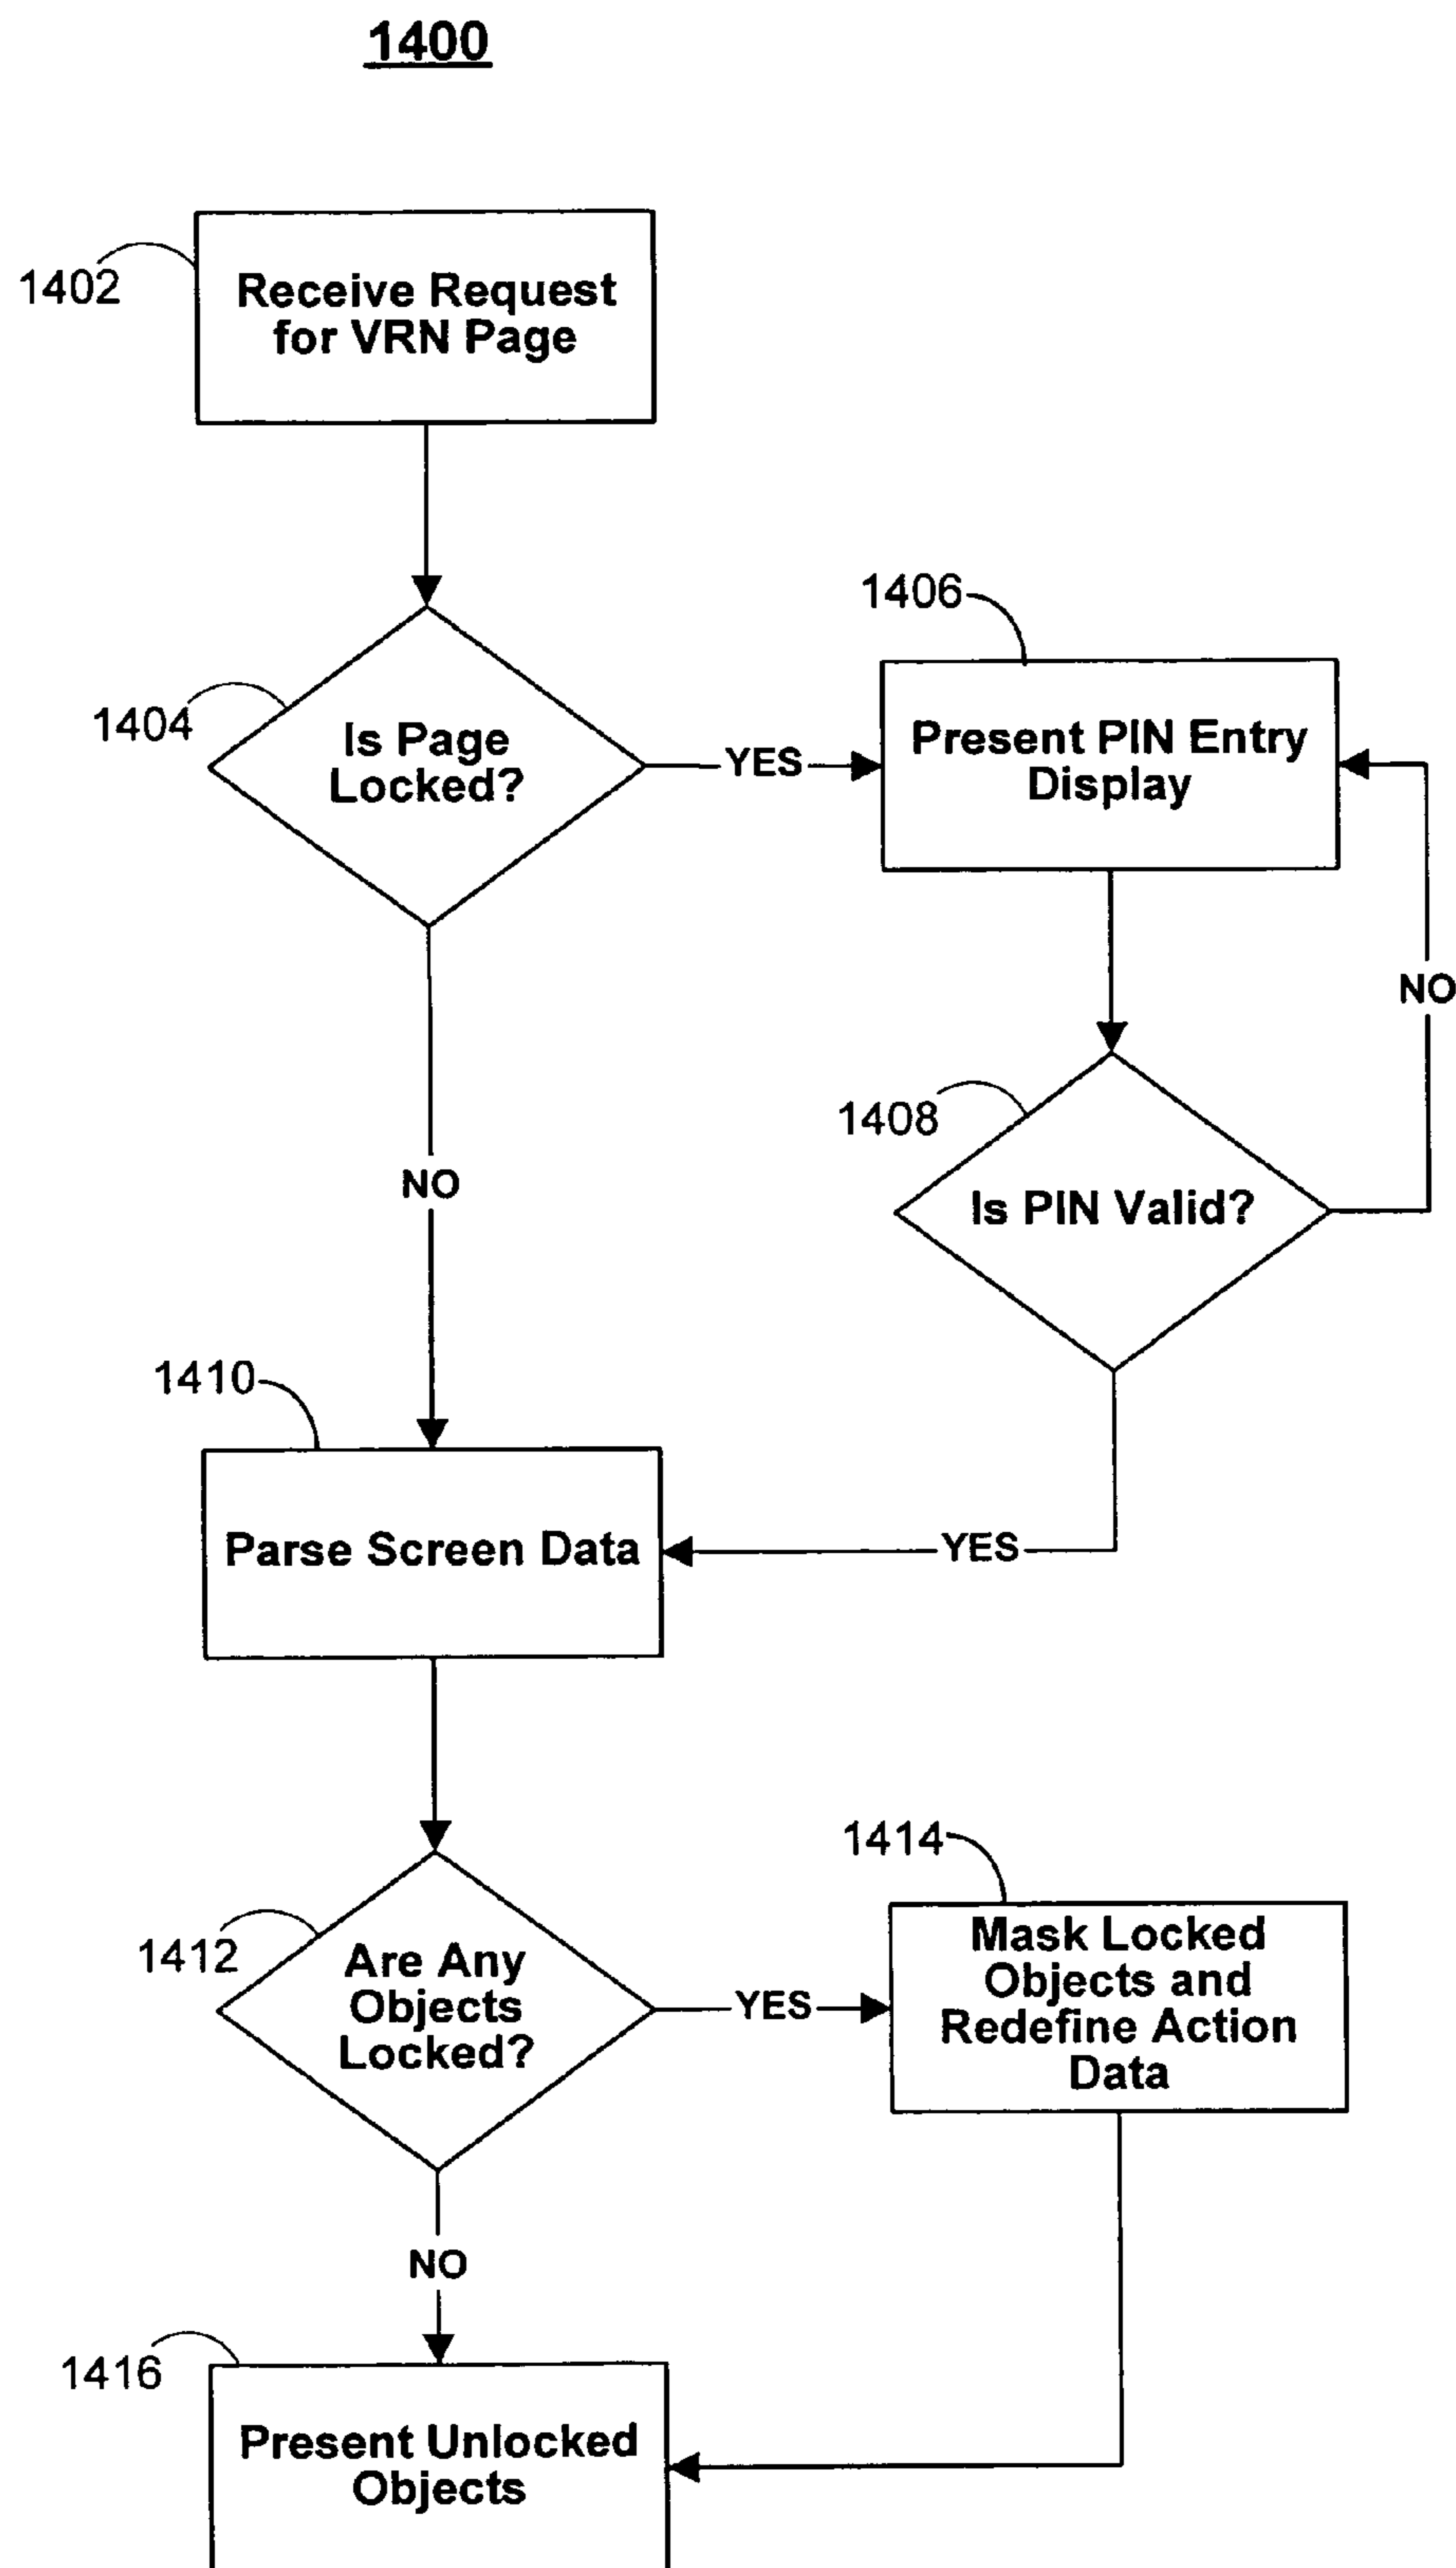 1400
1402
Receive Request
for VRN Page
1404
Is Page
Locked?
YES
1406
Present PIN Entry
Display
NO
1408
Is PIN Valid?
NO
1410
Parse Screen Data
YES
1412
Are Any
Objects
Locked?
YES
1414
Mask Locked
Objects and
Redefine Action
Data
NO
1416
Present Unlocked
Objects